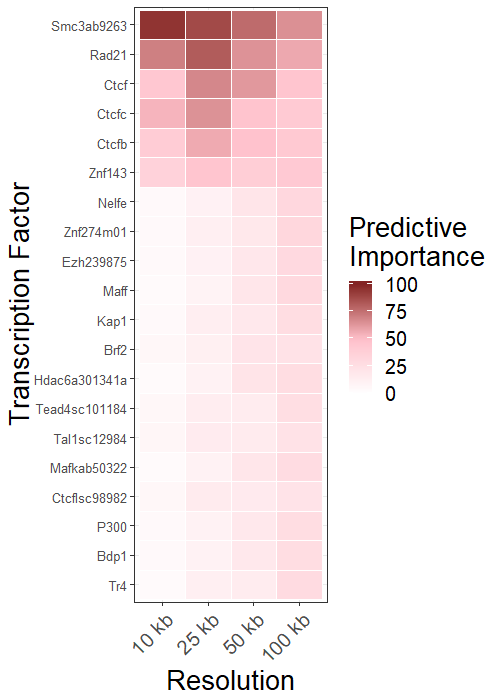 Transcription Factor
Smc3ab9263
Rad21
Ctcf
Ctcfc
Ctcfb
Znf143
Nelfe
Znf274m01
Ezh239875
Maff
Kap1
Brf2
Hdac6a301341a
Tead4sc101184
Tal1sc12984
Mafkab50322
Ctcflsc98982
P300
Bdp1
Tr4
10 kb
25 kb
50 kb
100 kb
Resolution
Predictive
Importance
100
75
50
25
0